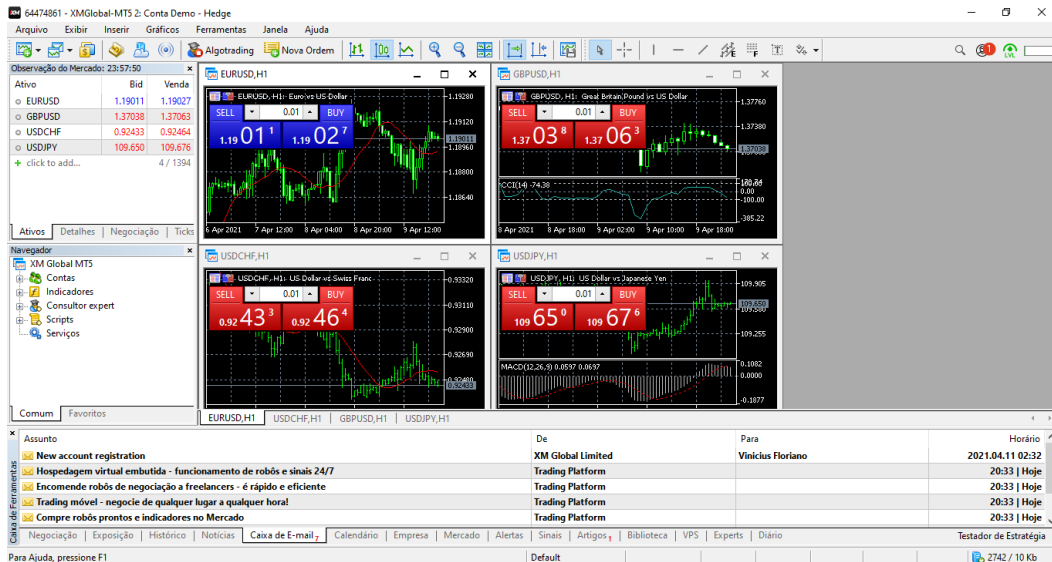 64474861 - XMGlobal-MT5 2: Conta Demo - Hedge
Arquivo Exibir Inserir Gráficos Ferramentas Janela Ajuda
Algotrading Nova Ordem LVL
Observação do Mercado: 23:57:50
Ativo Bid Venda
EURUSD 1.19011 1.19027
GBPUSD 1.37038 1.37063
USDCHF 0.92433 0.92464
USDJPY 109.650 109.676
click to add... 4 / 1394
Ativos Detalhes Negociação Ticks
Navegador
XM Global MT5
Contas
Indicadores
Consultor expert
Scripts
Serviços
Comum Favoritos
EURUSD,H1
EURUSD, H1: Euro vs US Dollar
SELL 0.01 BUY
1.19 01 1 1.19 02 7
1.19280
1.19120
1.19011
1.18960
1.18800
1.18640
6 Apr 2021 7 Apr 12:00 8 Apr 04:00 8 Apr 20:00 9 Apr 12:00
GBPUSD,H1
GBPUSD, H1: Great Britain Pound vs US Dollar
SELL 0.01 BUY
1.37 03 8 1.37 06 3
1.37760
1.37380
1.37038
CCI(14) -74.38
0.00
-100.00
-385.22
8 Apr 2021 8 Apr 18:00 9 Apr 02:00 9 Apr 10:00 9 Apr 18:00
USDCHF,H1
USDCHF, H1: US Dollar vs Swiss Franc
SELL 0.01 BUY
0.92 43 3 0.92 46 4
0.93320
0.93110
0.92900
0.92690
0.92480
0.92433
USDJPY,H1
USDJPY, H1: US Dollar vs Japanese Yen
SELL 0.01 BUY
109 65 0 109 67 6
109.905
109.650
109.580
109.255
MACD(12,26,9) 0.0597 0.0697
0.1082
0.0000
-0.1877
EURUSD,H1 USDCHF,H1 GBPUSD,H1 USDJPY,H1
Assunto De Para Horário
New account registration XM Global Limited Vinicius Floriano 2021.04.11 02:32
Hospedagem virtual embutida - funcionamento de robôs e sinais 24/7 Trading Platform 20:33 | Hoje
Encomende robôs de negociação a freelancers - é rápido e eficiente Trading Platform 20:33 | Hoje
Trading móvel - negocie de qualquer lugar a qualquer hora! Trading Platform 20:33 | Hoje
Compre robôs prontos e indicadores no Mercado Trading Platform 20:33 | Hoje
Caixa de Ferramentas
Negociação Exposição Histórico Notícias Caixa de E-mail 7 Calendário Empresa Mercado Alertas Sinais Artigos 1 Biblioteca VPS Experts Diário Testador de Estratégia
Para Ajuda, pressione F1 Default 2742 / 10 Kb